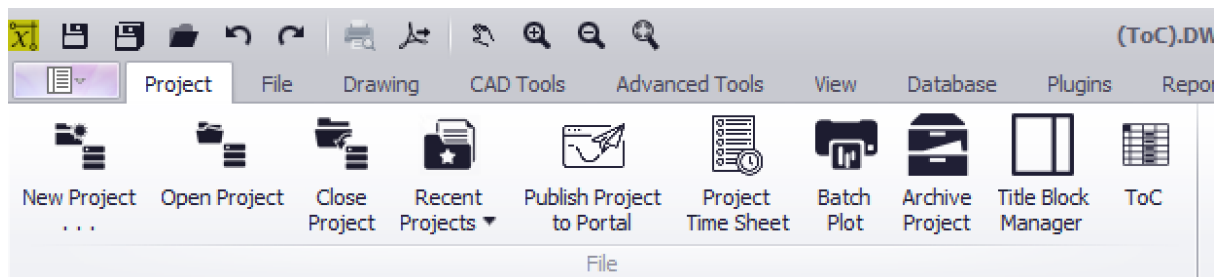 (ToC).DW
Project File Drawing CAD Tools Advanced Tools View Database Plugins Repor
New Project Open Project Close Recent Publish Project Project Batch Archive Title Block ToC
... Project Projects to Portal Time Sheet Plot Project Manager
File